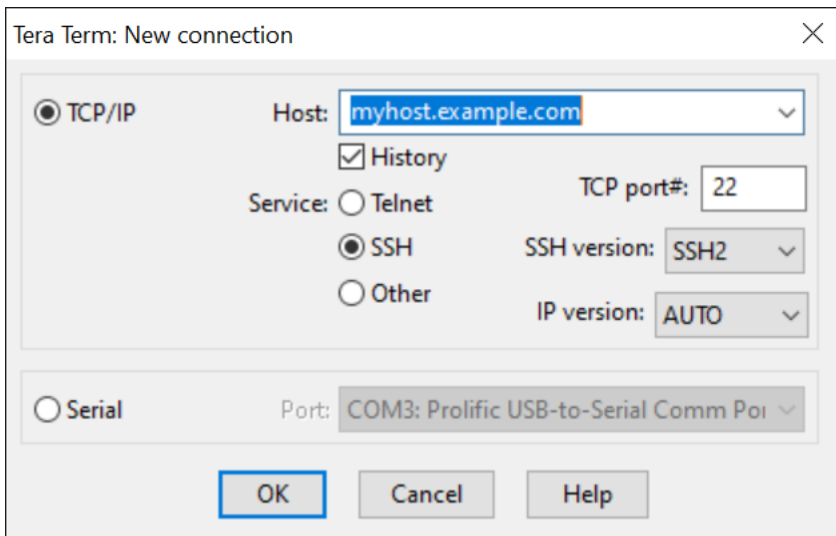 Tera Term: New connection
TCP/IP
Host: myhost.example.com
History
TCP port#: 22
Service: Telnet
SSH
SSH version: SSH2
Other
IP version: AUTO
Serial
Port: COM3: Prolific USB-to-Serial Comm Por
OK
Cancel
Help